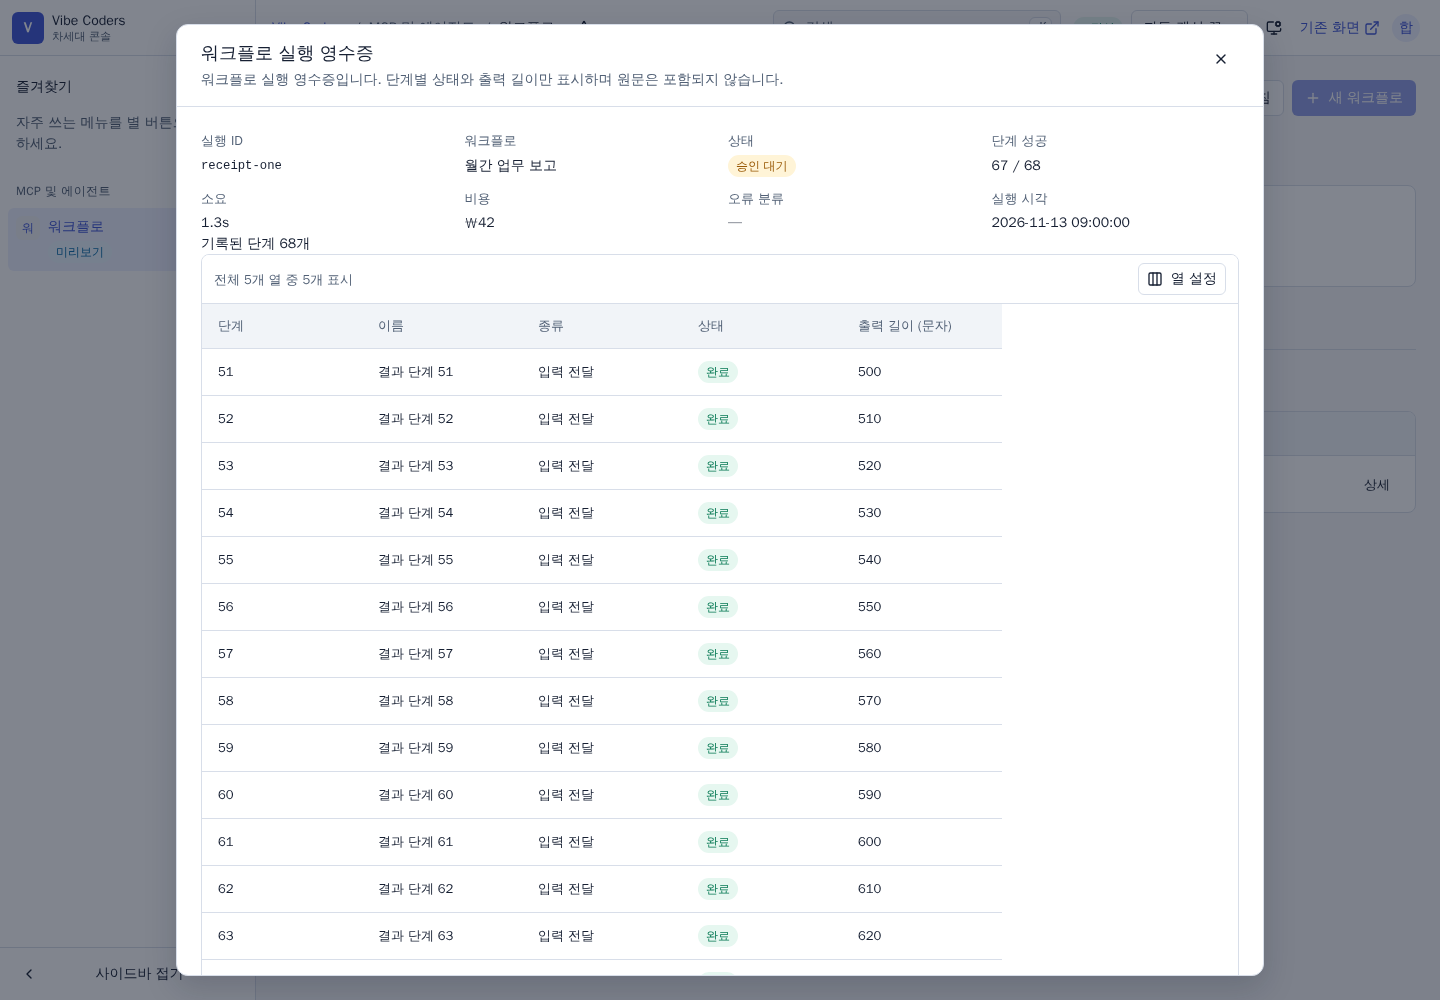 V
Vibe Coders
차세대 콘솔
기존 화면
합
즐겨찾기
자주 쓰는 메뉴를 별 버튼으
하세요.
MCP 및 에이전트
워
워크플로
미리보기
사이드바 접기
새 워크플로
상세
워크플로 실행 영수증
워크플로 실행 영수증입니다. 단계별 상태와 출력 길이만 표시하며 원문은 포함되지 않습니다.
실행 ID
워크플로
상태
단계 성공
receipt-one
월간 업무 보고
승인 대기
67 / 68
소요
비용
오류 분류
실행 시각
1.3s
₩42
—
2026-11-13 09:00:00
기록된 단계 68개
전체 5개 열 중 5개 표시
열 설정
단계 이름 종류 상태 출력 길이 (문자)
51 결과 단계 51 입력 전달 완료 500
52 결과 단계 52 입력 전달 완료 510
53 결과 단계 53 입력 전달 완료 520
54 결과 단계 54 입력 전달 완료 530
55 결과 단계 55 입력 전달 완료 540
56 결과 단계 56 입력 전달 완료 550
57 결과 단계 57 입력 전달 완료 560
58 결과 단계 58 입력 전달 완료 570
59 결과 단계 59 입력 전달 완료 580
60 결과 단계 60 입력 전달 완료 590
61 결과 단계 61 입력 전달 완료 600
62 결과 단계 62 입력 전달 완료 610
63 결과 단계 63 입력 전달 완료 620